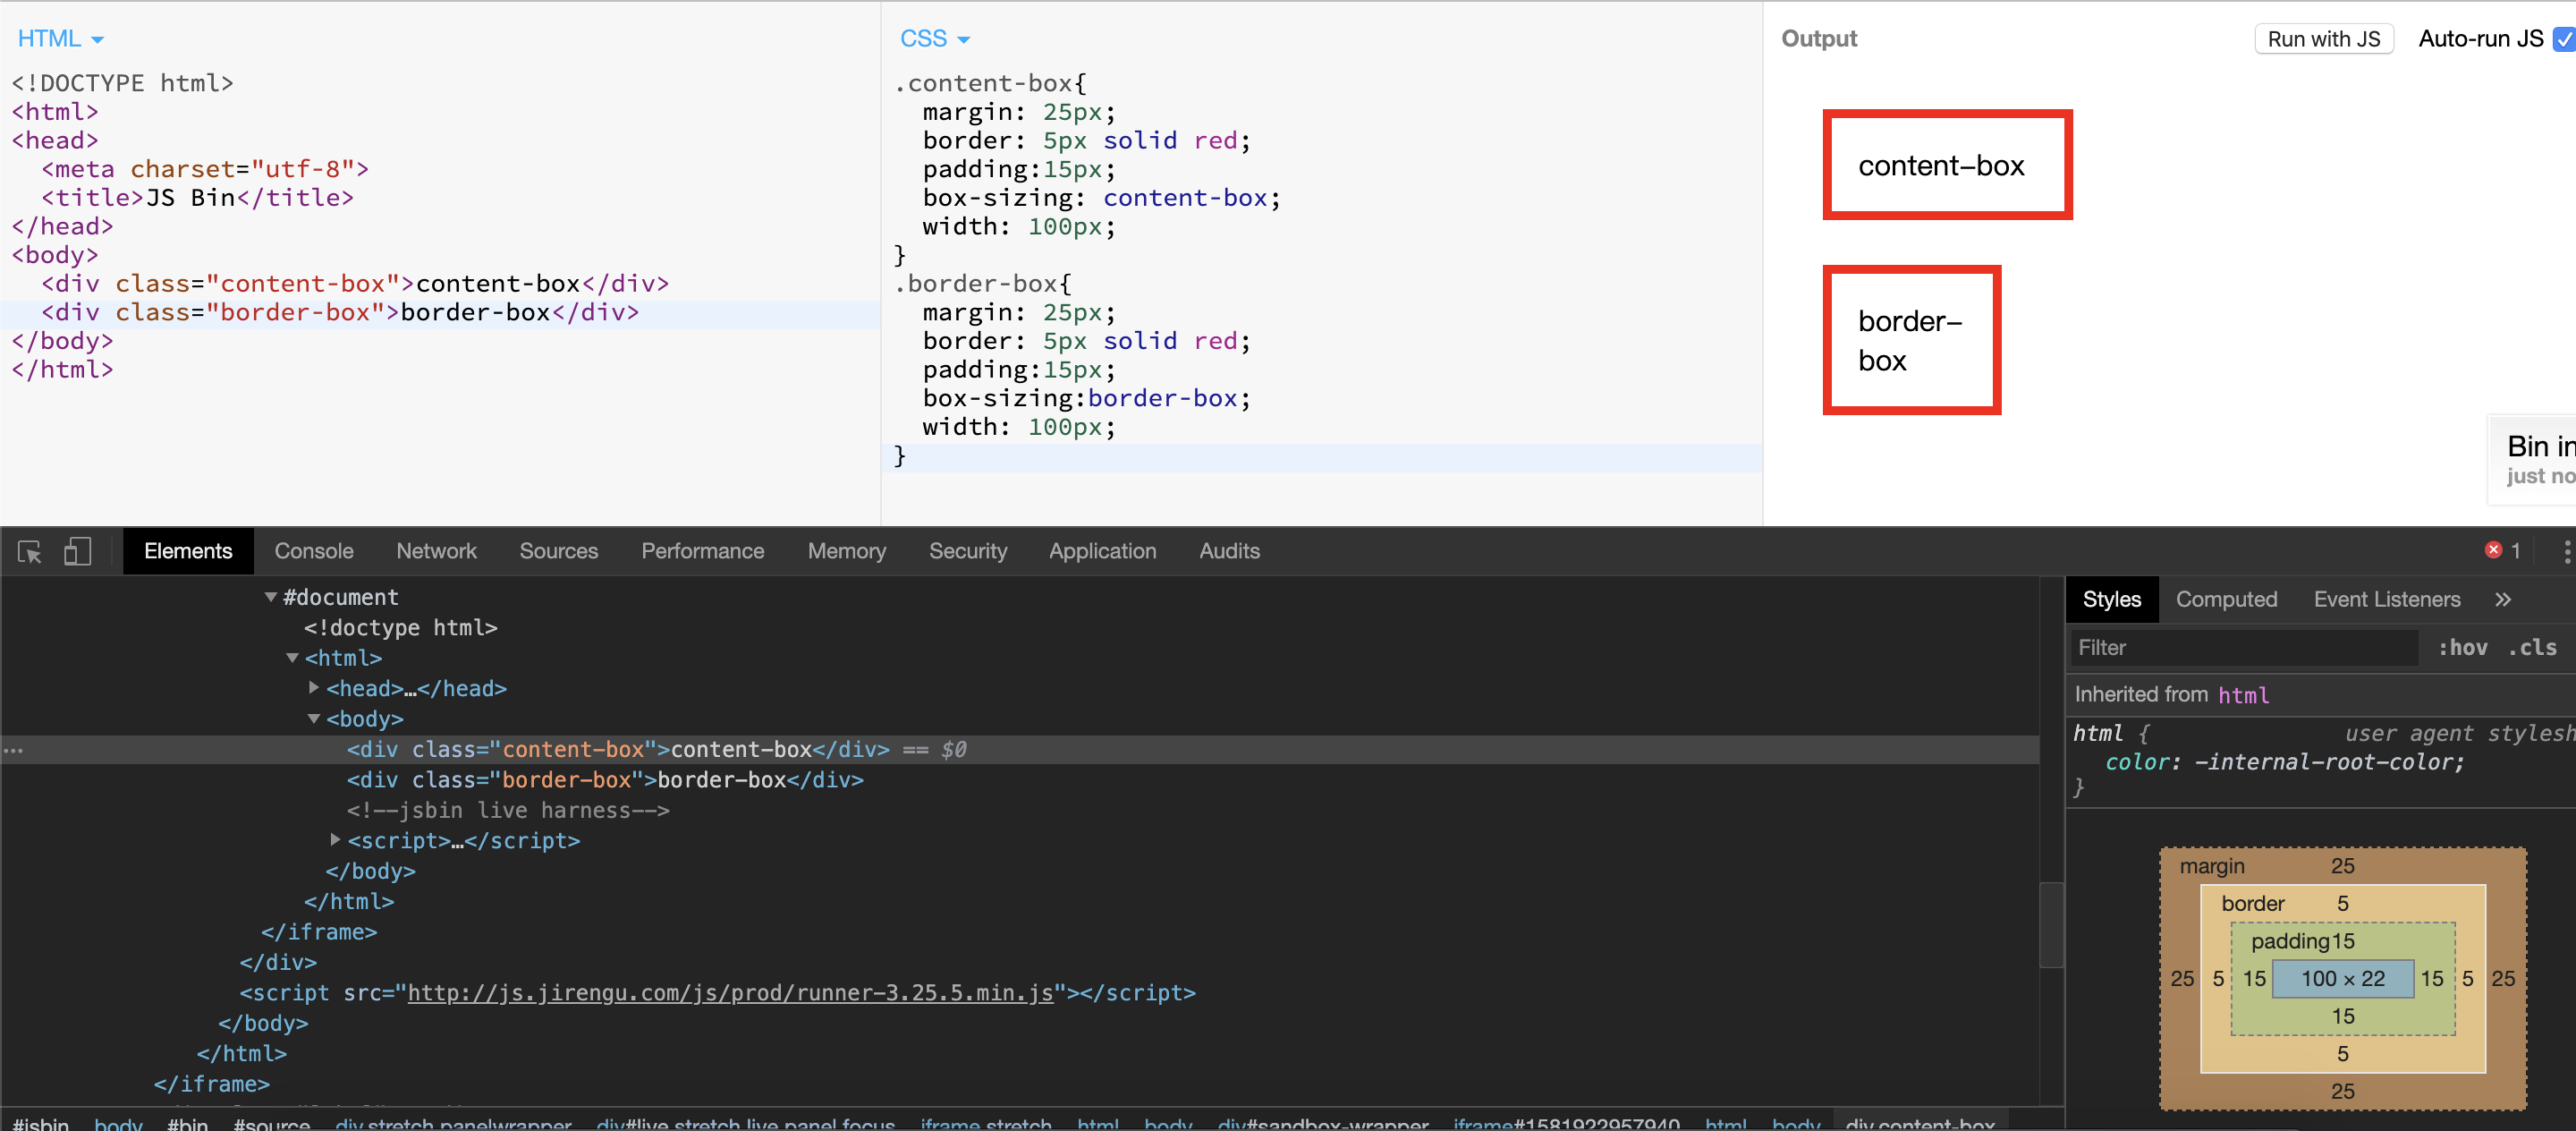 HTML
<!DOCTYPE html>
<html>
<head>
  <meta charset="utf-8">
  <title>JS Bin</title>
</head>
<body>
  <div class="content-box">content-box</div>
  <div class="border-box">border-box</div>
</body>
</html>
CSS
.content-box{
  margin: 25px;
  border: 5px solid red;
  padding:15px;
  box-sizing: content-box;
  width: 100px;
}
.border-box{
  margin: 25px;
  border: 5px solid red;
  padding:15px;
  box-sizing:border-box;
  width: 100px;
}
Output Run with JS Auto-run JS
content-box
border-
box
Bin in
just no
Elements Console Network Sources Performance Memory Security Application Audits 1
#document
<!doctype html>
<html>
<head>…</head>
<body>
<div class="content-box">content-box</div> == $0
<div class="border-box">border-box</div>
<!--jsbin live harness-->
<script>…</script>
</body>
</html>
</iframe>
</div>
<script src="http://js.jirengu.com/js/prod/runner-3.25.5.min.js"></script>
</body>
</html>
</iframe>
#jsbin body #bin #source div.stretch.panelwrapper div#live.stretch.live.panel.focus iframe.stretch html body div#sandbox-wrapper iframe#1581922957940 html body div.content-box
Styles Computed Event Listeners »
Filter :hov .cls
Inherited from html
html { user agent stylesh
color: -internal-root-color;
}
margin 25
border 5
padding15
25 5 15 100 × 22 15 5 25
15
5
25